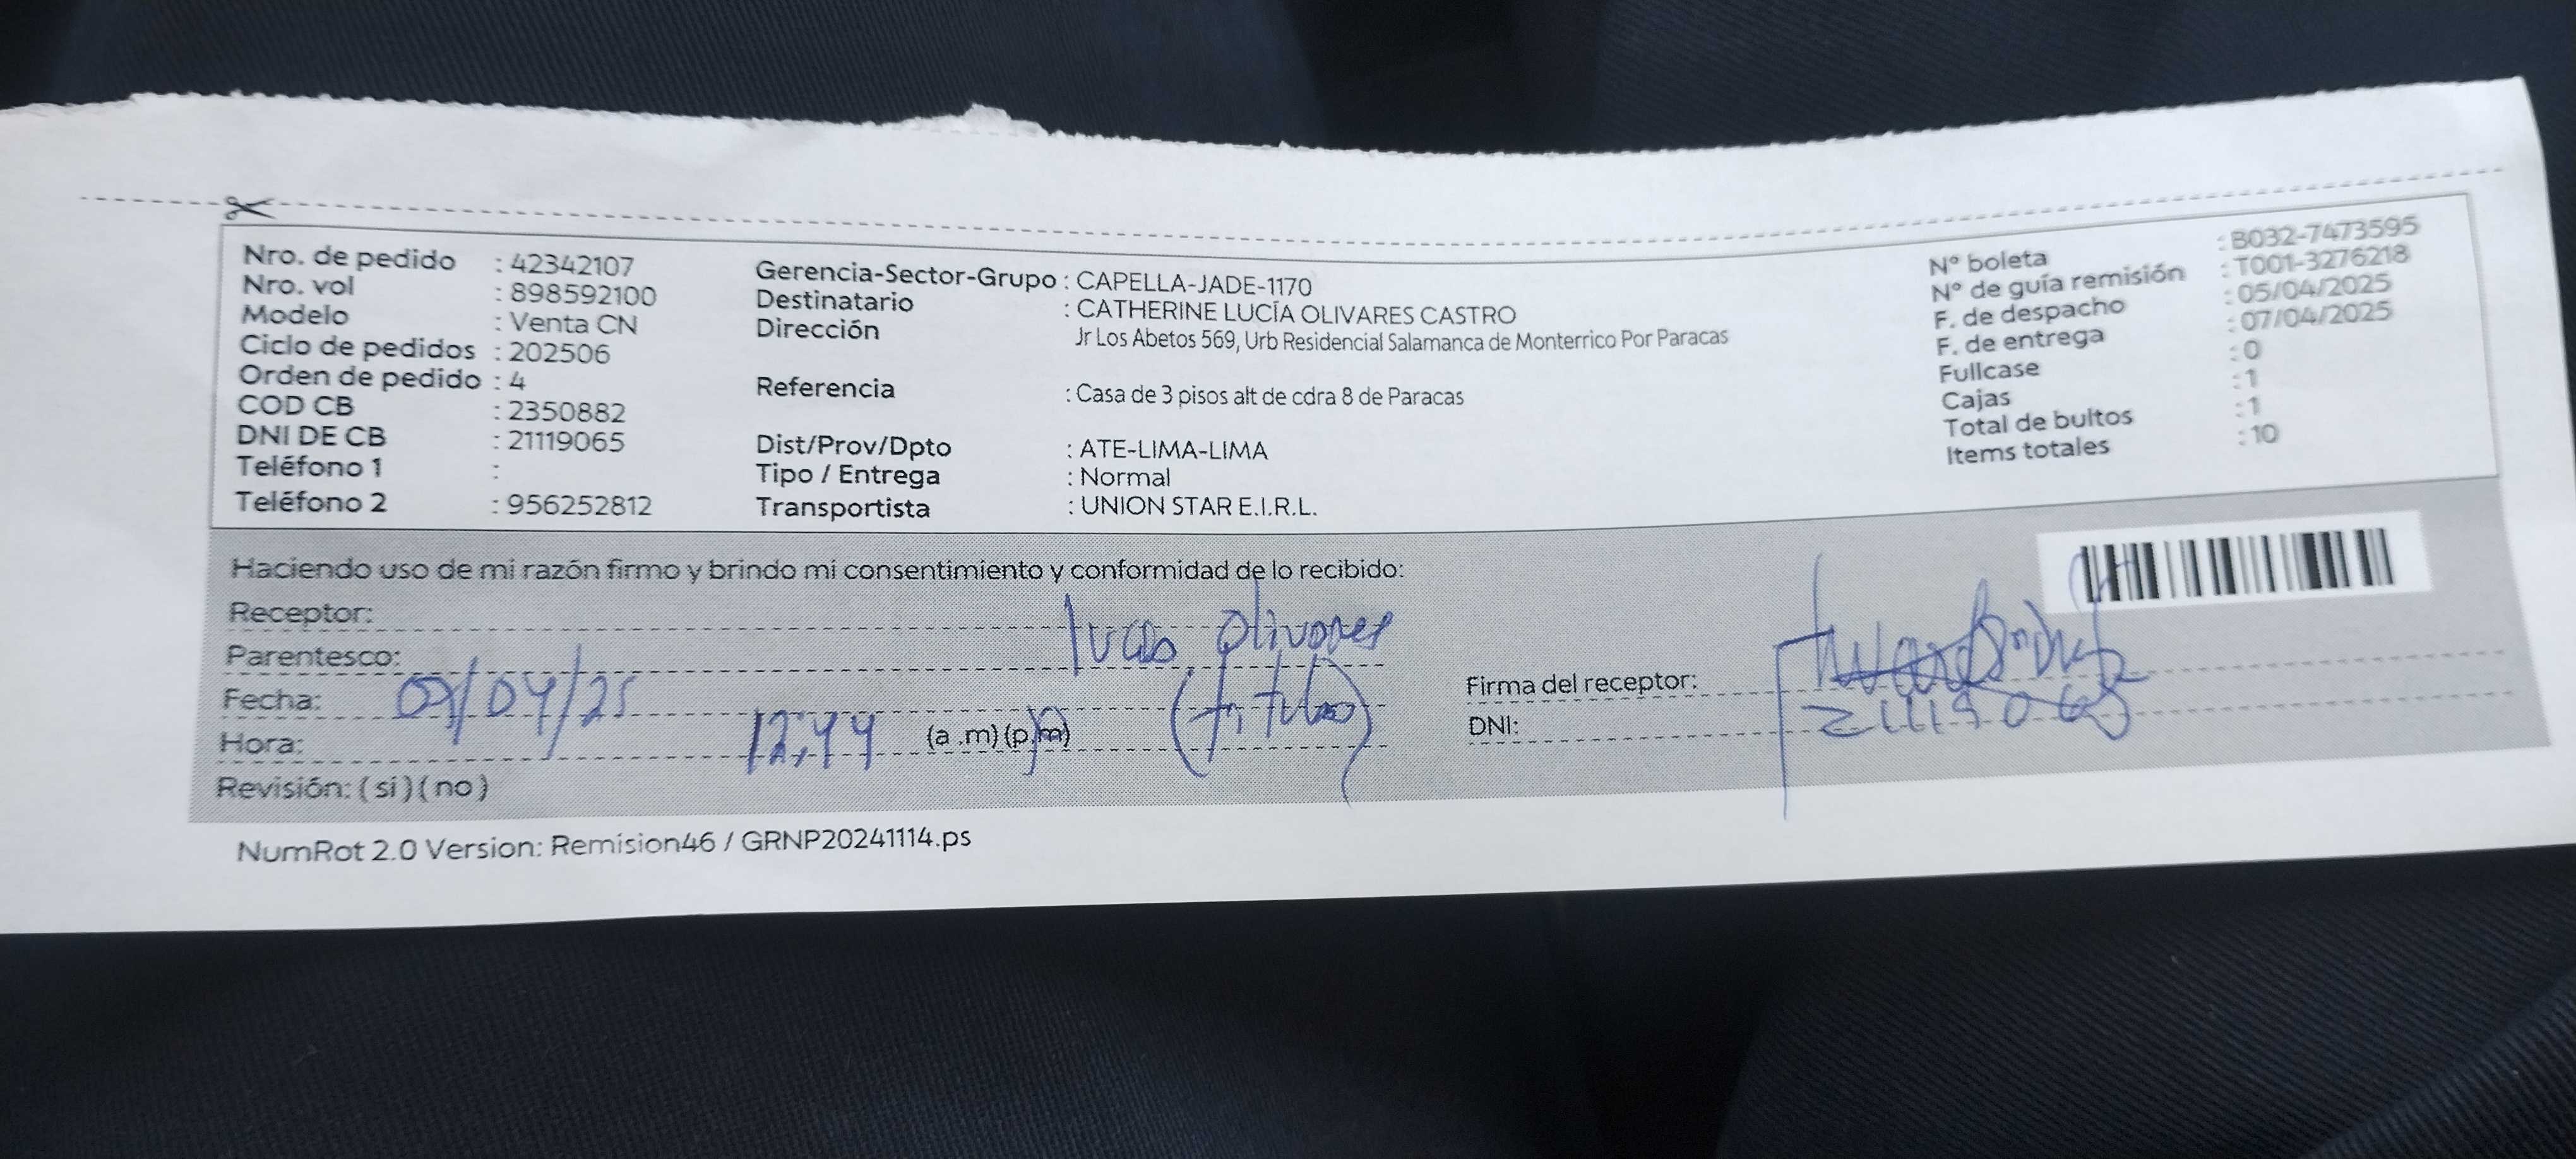 Nro. de pedido : 42342107
Nro. vol : 898592100
Modelo : Venta CN
Ciclo de pedidos : 202506
Orden de pedido : 4
COD CB : 2350882
DNI DE CB : 21119065
Teléfono 1 :
Teléfono 2 : 956252812
Gerencia-Sector-Grupo : CAPELLA-JADE-1170
Destinatario : CATHERINE LUCÍA OLIVARES CASTRO
Dirección Jr Los Abetos 569, Urb Residencial Salamanca de Monterrico Por Paracas
Referencia : Casa de 3 pisos alt de cdra 8 de Paracas
Dist/Prov/Dpto : ATE-LIMA-LIMA
Tipo / Entrega : Normal
Transportista : UNION STAR E.I.R.L.
N° boleta : B032-7473595
N° de guía remisión : T001-3276218
F. de despacho : 05/04/2025
F. de entrega : 07/04/2025
Fullcase : 0
Cajas : 1
Total de bultos : 1
Items totales : 10
Haciendo uso de mi razón firmo y brindo mi consentimiento y conformidad de lo recibido:
Receptor: Lucia Olivares
Parentesco:
Fecha: 07/04/25
Hora: 12,44 (a .m) (p.m)
Revisión: ( si ) ( no )
Firma del receptor:
DNI: 21119065
NumRot 2.0 Version: Remision46 / GRNP20241114.ps